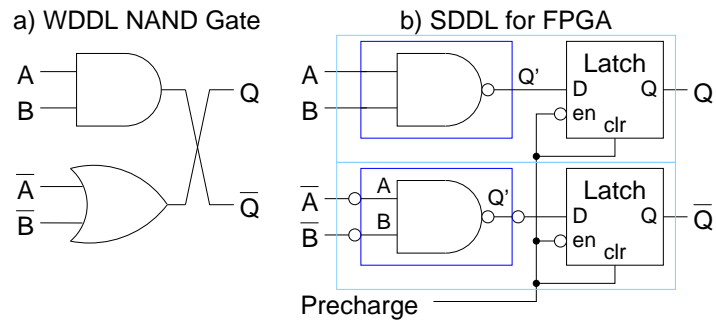 a) WDDL NAND Gate
A
B
Q
A
B
Q
b) SDDL for FPGA
A
B
Q’
Latch
D
Q
en
clr
Q
A
B
A
B
Q’
Latch
D
Q
en
clr
Q
Precharge